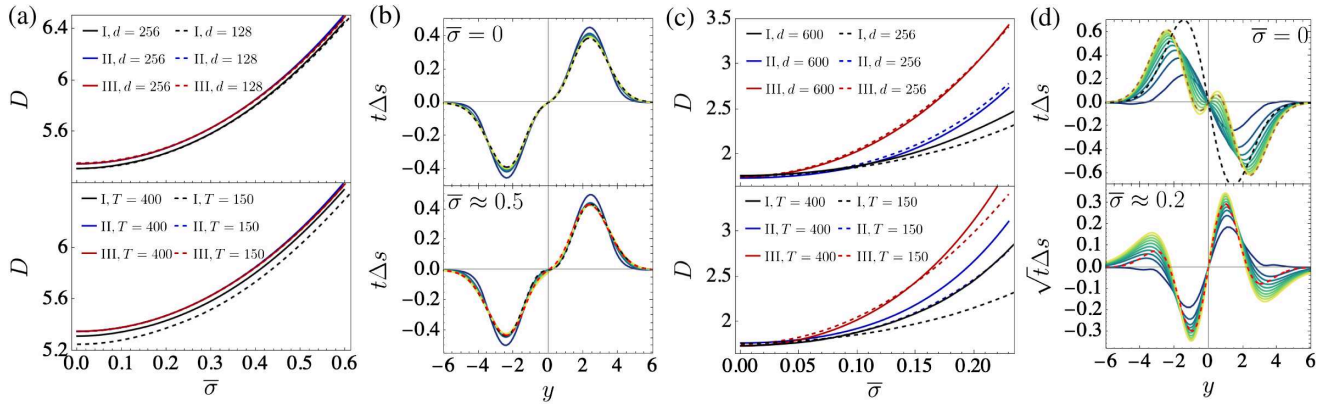 (a)
6.4
6
5.6
D
I, d = 256
I, d = 128
II, d = 256
II, d = 128
III, d = 256
III, d = 128
6
5.6
5.2
D
I, T = 400
I, T = 150
II, T = 400
II, T = 150
III, T = 400
III, T = 150
0.0 0.1 0.2 0.3 0.4 0.5 0.6
σ̅
(b)
σ̅ = 0
0.4
0.2
0.0
−0.2
−0.4
tΔs
σ̅ ≈ 0.5
0.4
0.2
0.0
−0.2
−0.4
tΔs
−6 −4 −2 0 2 4 6
y
(c)
3.5
3
2.5
2
D
I, d = 600
I, d = 256
II, d = 600
II, d = 256
III, d = 600
III, d = 256
3
2.5
2
D
I, T = 400
I, T = 150
II, T = 400
II, T = 150
III, T = 400
III, T = 150
0.00 0.05 0.10 0.15 0.20
σ̅
(d)
σ̅ = 0
0.6
0.4
0.2
0.0
−0.2
−0.4
−0.6
tΔs
σ̅ ≈ 0.2
0.3
0.2
0.1
0.0
−0.1
−0.2
−0.3
√tΔs
−6 −4 −2 0 2 4 6
y